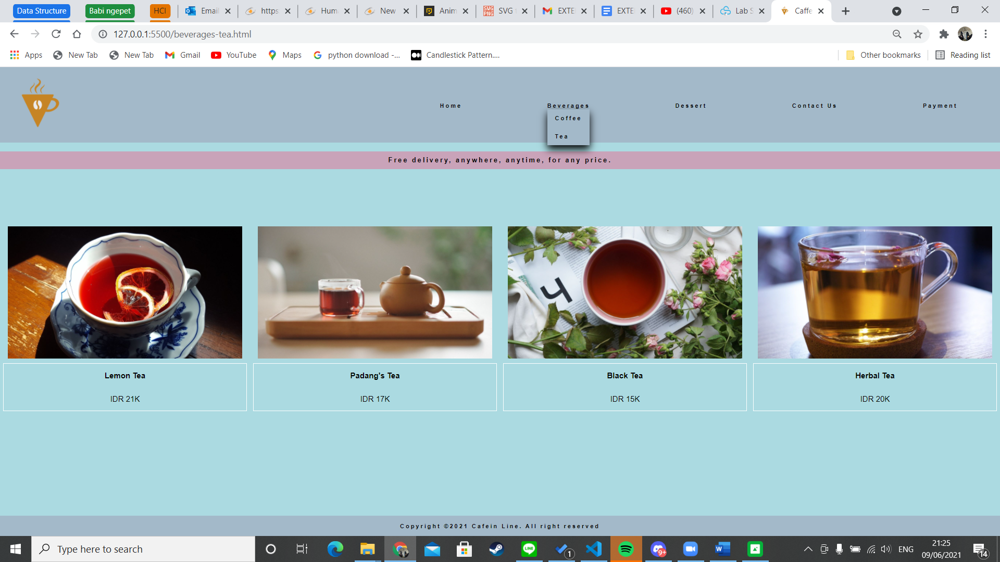 Data Structure
Babi ngepet
HCI
Email
https
Hum
New
Anim
SVG
EXTE
EXTE
(460)
Lab S
Caffe
127.0.0.1:5500/beverages-tea.html
Apps
New Tab
New Tab
Gmail
YouTube
Maps
python download -...
Candlestick Pattern....
Other bookmarks
Reading list
Home
Beverages
Dessert
Contact Us
Payment
Coffee
Tea
Free delivery, anywhere, anytime, for any price.
Lemon Tea
IDR 21K
Padang's Tea
IDR 17K
Black Tea
IDR 15K
Herbal Tea
IDR 20K
Copyright ©2021 Cafein Line. All right reserved
Type here to search
LINE
1
9+
ENG
21:25
09/06/2021
14